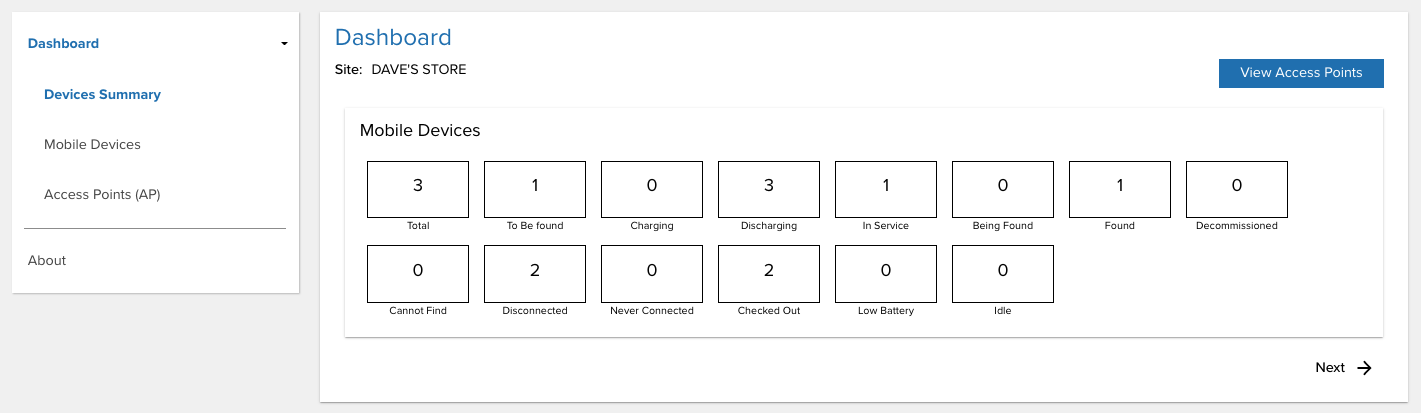 Dashboard
Devices Summary
Mobile Devices
Access Points (AP)
About
Dashboard
Site: DAVE'S STORE
View Access Points
Mobile Devices
3 1 0 3 1 0 1 0
Total To Be found Charging Discharging In Service Being Found Found Decommissioned
0 2 0 2 0 0
Cannot Find Disconnected Never Connected Checked Out Low Battery Idle
Next